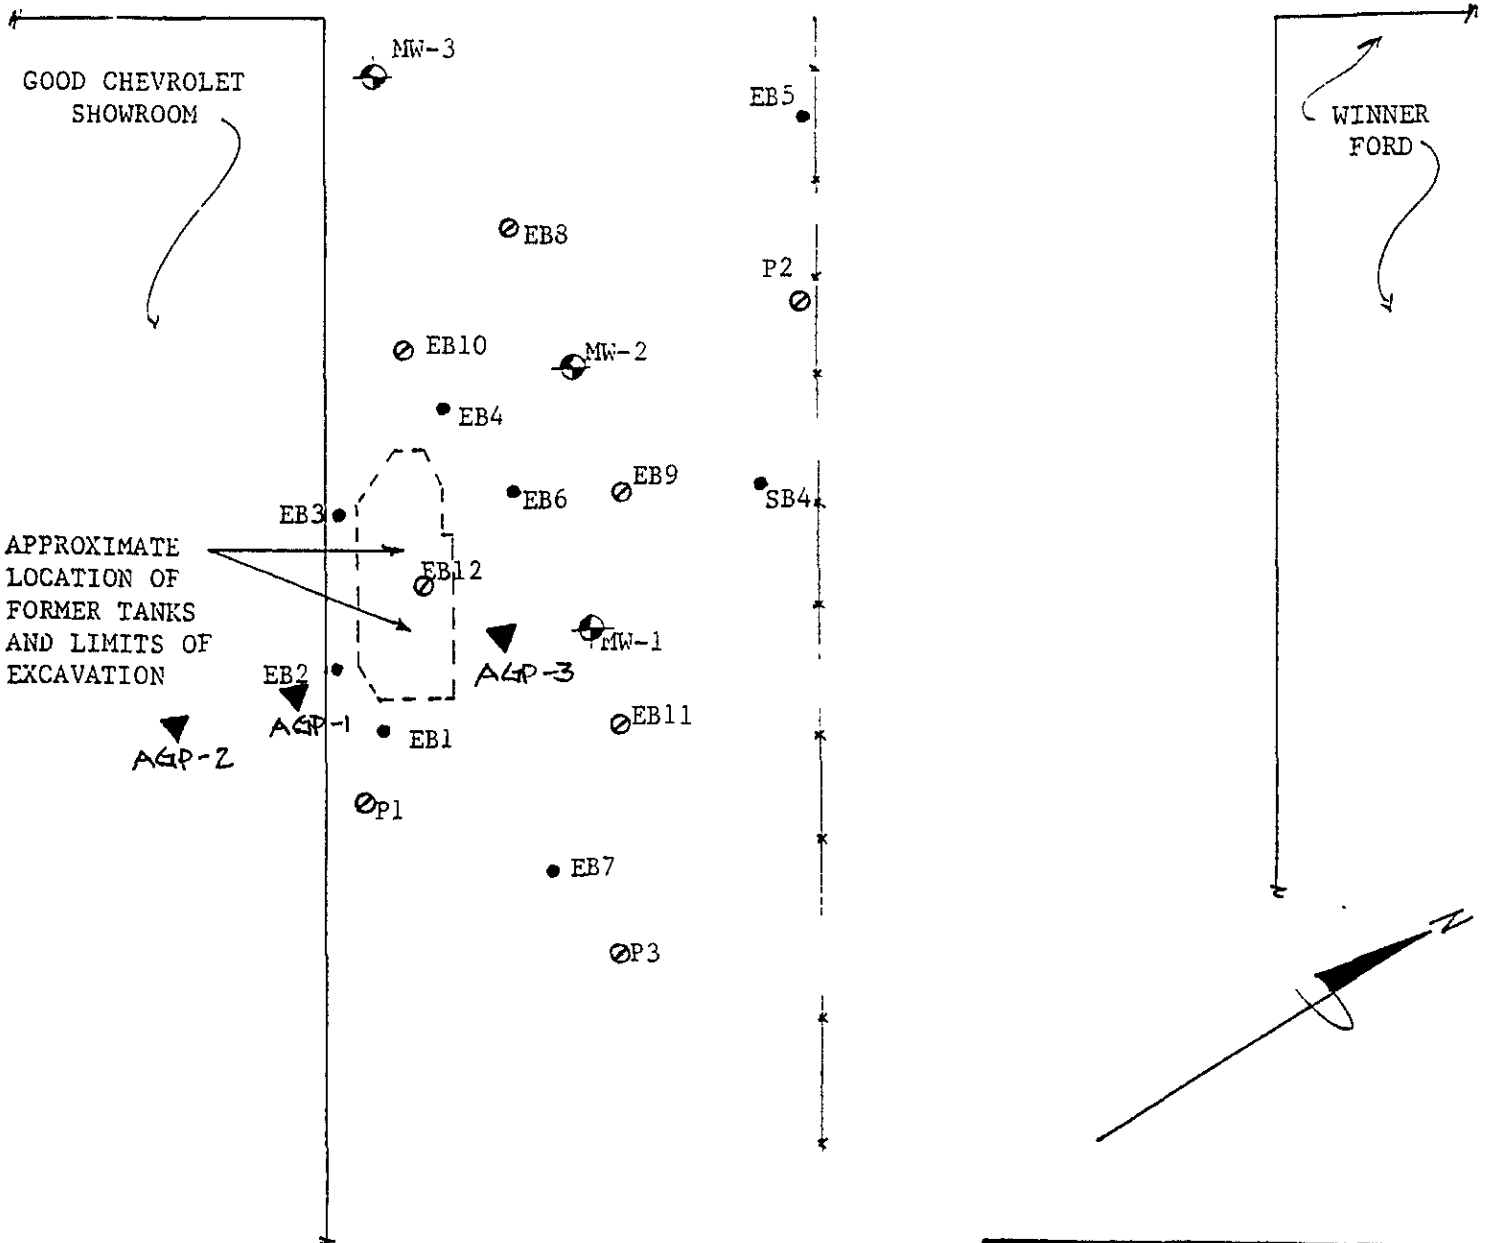 MW-3
GOOD CHEVROLET
SHOWROOM
EB5
WINNER
FORD
EB8
P2
EB10
MW-2
EB4
EB9
EB6
SB4
EB3
APPROXIMATE
LOCATION OF
FORMER TANKS
AND LIMITS OF
EXCAVATION
EB12
MW-1
EB2
AGP-3
AGP-1
EB11
EB1
AGP-2
P1
EB7
P3
N